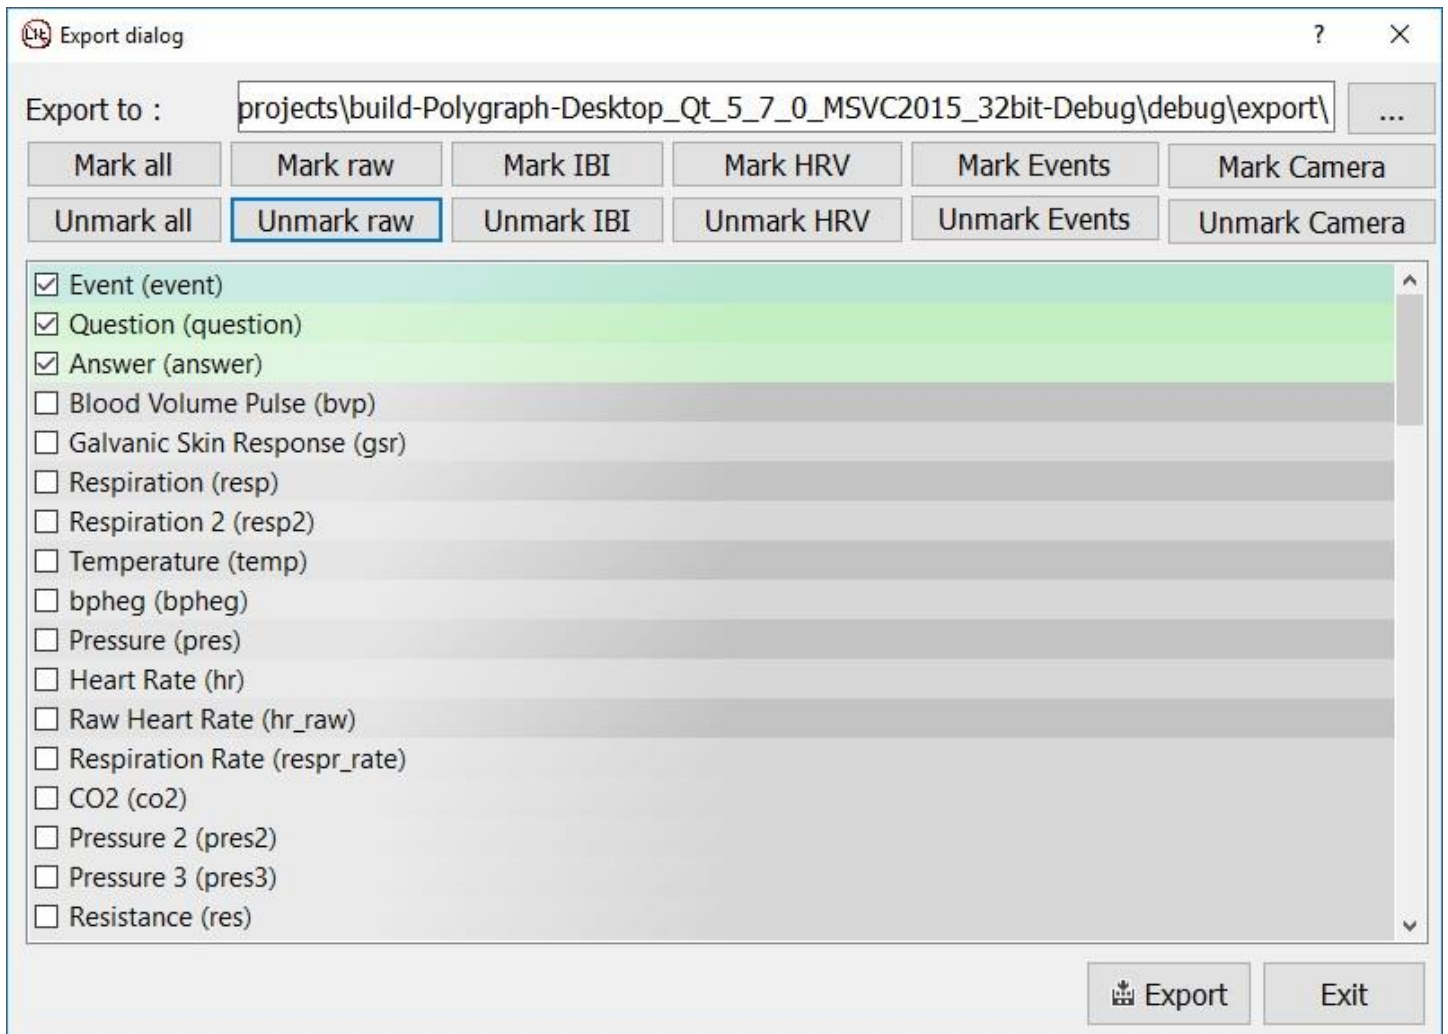 Lie Export dialog ?
Export to : projects\build-Polygraph-Desktop_Qt_5_7_0_MSVC2015_32bit-Debug\debug\export\ ...
Mark all Mark raw Mark IBI Mark HRV Mark Events Mark Camera
Unmark all Unmark raw Unmark IBI Unmark HRV Unmark Events Unmark Camera
Event (event)
Question (question)
Answer (answer)
Blood Volume Pulse (bvp)
Galvanic Skin Response (gsr)
Respiration (resp)
Respiration 2 (resp2)
Temperature (temp)
bpheg (bpheg)
Pressure (pres)
Heart Rate (hr)
Raw Heart Rate (hr_raw)
Respiration Rate (respr_rate)
CO2 (co2)
Pressure 2 (pres2)
Pressure 3 (pres3)
Resistance (res)
Export Exit